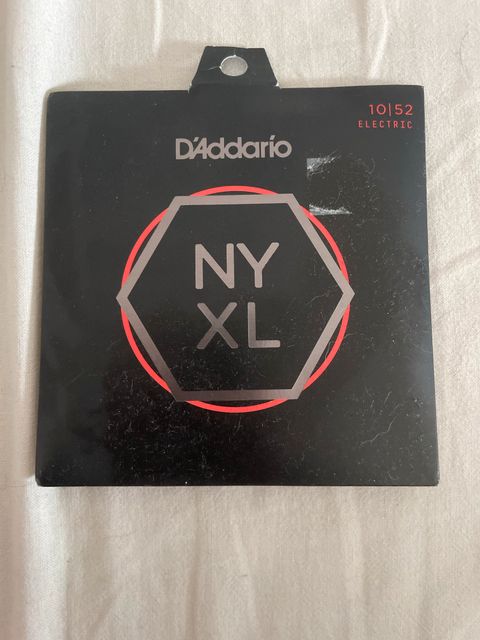 10|52
ELECTRIC
D'Addario
NY
XL